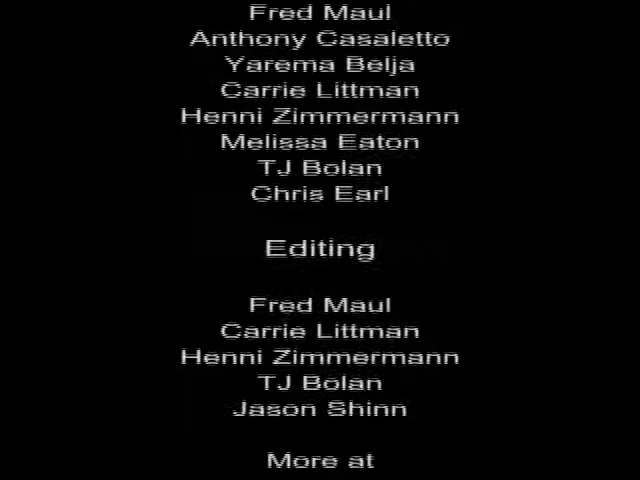 Fred Maul
Anthony Casaletto
Yarema Belja
Carrie Littman
Henni Zimmermann
Melissa Eaton
TJ Bolan
Chris Earl
Editing
Fred Maul
Carrie Littman
Henni Zimmermann
TJ Bolan
Jason Shinn
More at